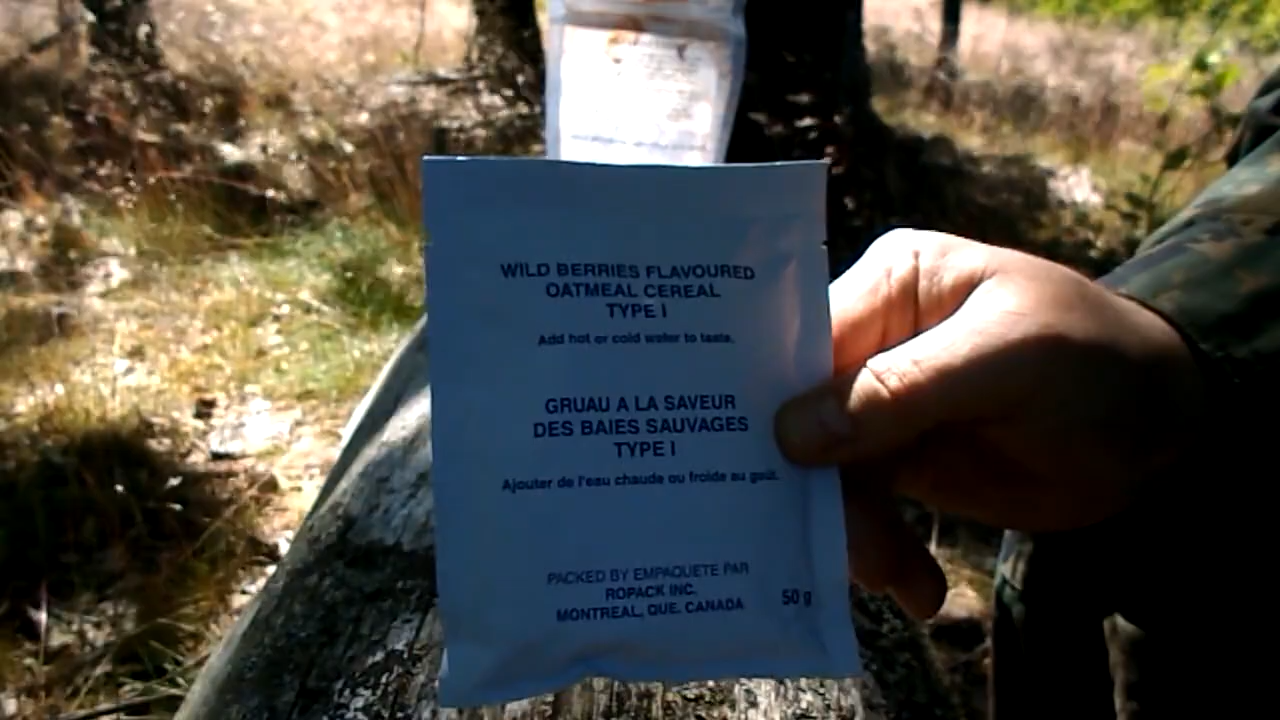 WILD BERRIES FLAVOURED
OATMEAL CEREAL
TYPE I
Add hot or cold water to taste.
GRUAU A LA SAVEUR
DES BAIES SAUVAGES
TYPE I
Ajouter de l'eau chaude ou froide au goût.
PACKED BY EMPAQUETE PAR
ROPACK INC.
MONTREAL, QUE. CANADA
50 g